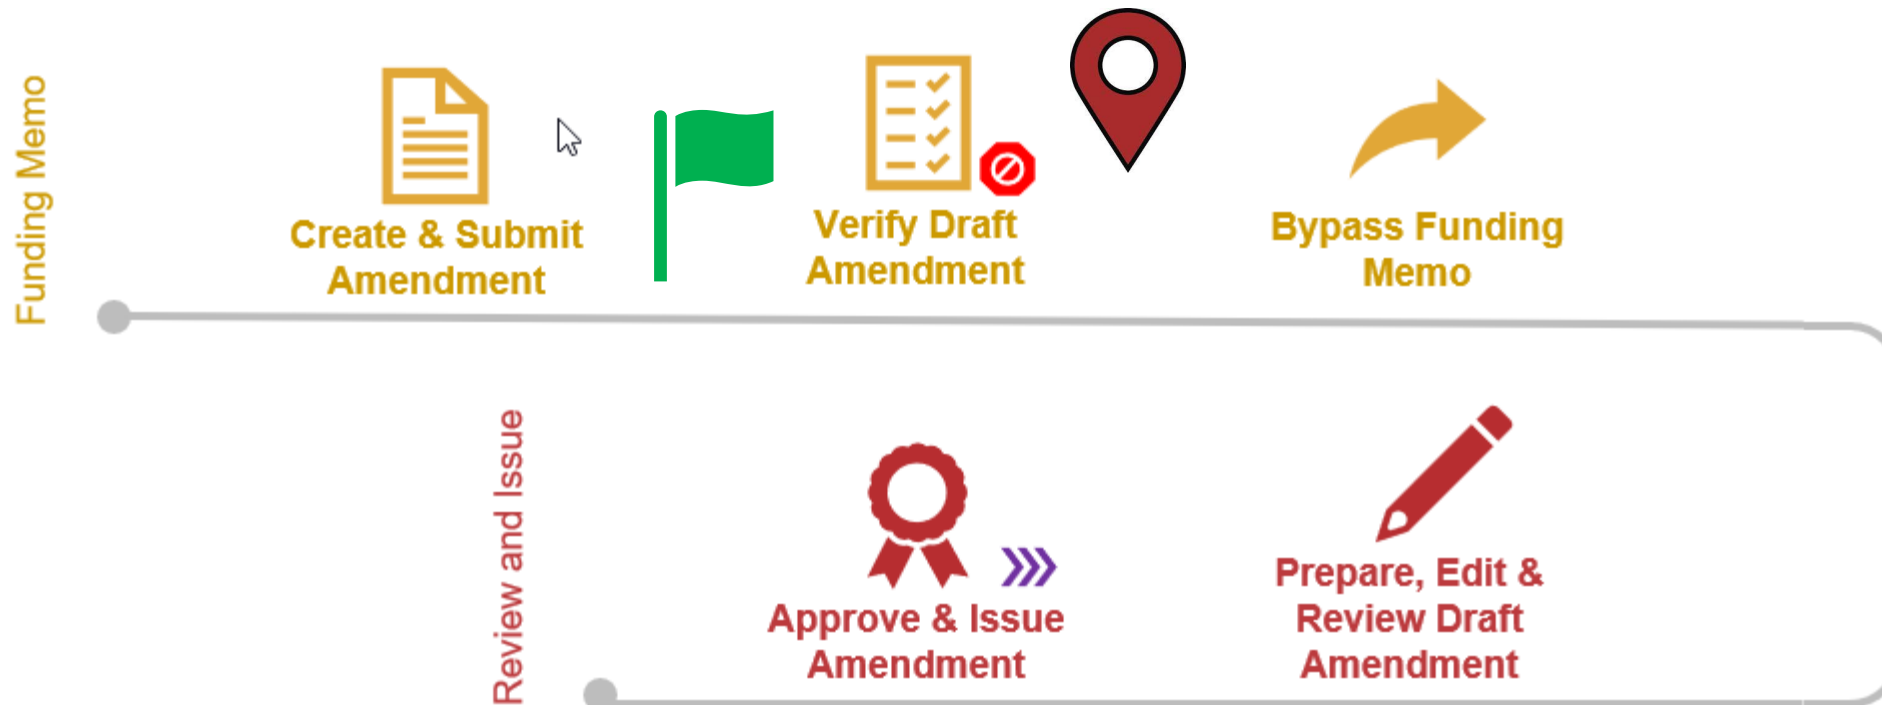 Funding Memo
Create & Submit
Amendment
Verify Draft
Amendment
Bypass Funding
Memo
Review and Issue
Approve & Issue
Amendment
Prepare, Edit &
Review Draft
Amendment